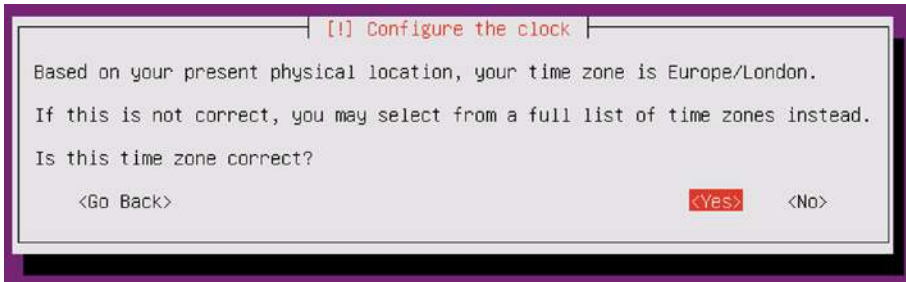 [!] Configure the clock
Based on your present physical location, your time zone is Europe/London.
If this is not correct, you may select from a full list of time zones instead.
Is this time zone correct?
<Go Back> <Yes> <No>